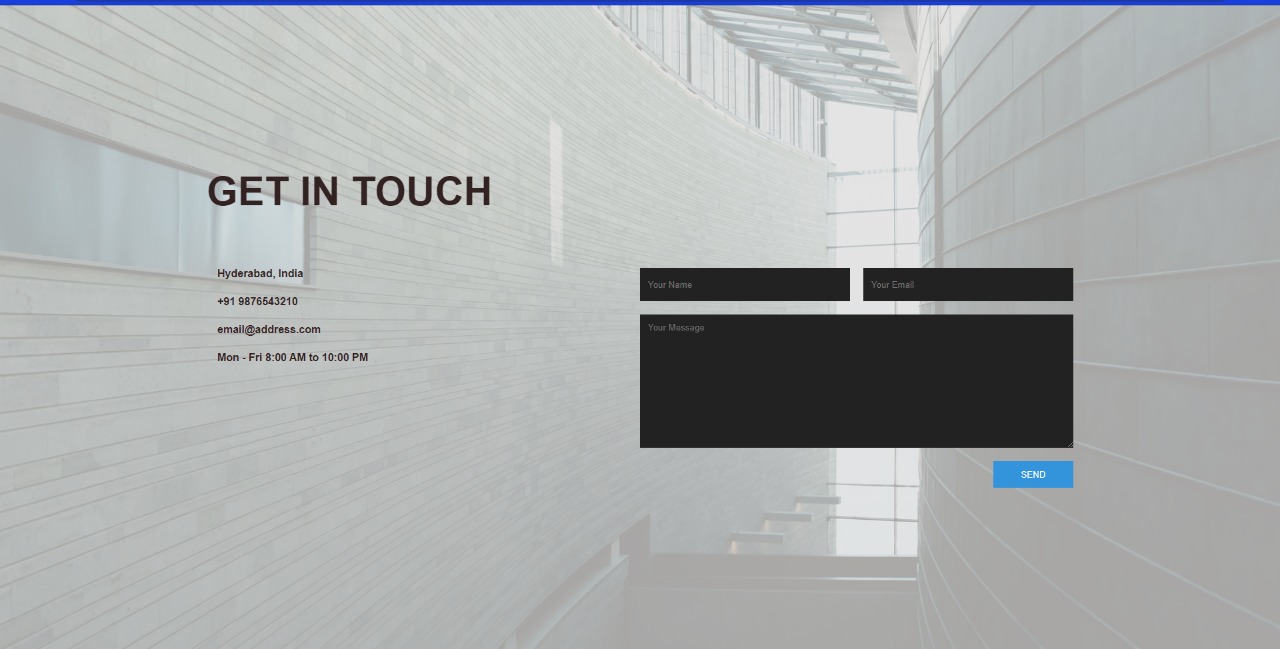 GET IN TOUCH
Hyderabad, India
+91 9876543210
email@address.com
Mon - Fri 8:00 AM to 10:00 PM
Your Name
Your Email
Your Message
SEND